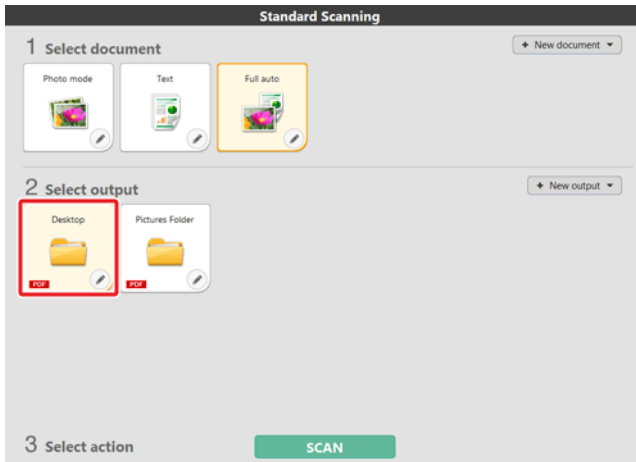 Standard Scanning
1 Select document
+ New document
Photo mode
Text
Full auto
2 Select output
+ New output
Desktop
Pictures Folder
PDF
PDF
3 Select action
SCAN